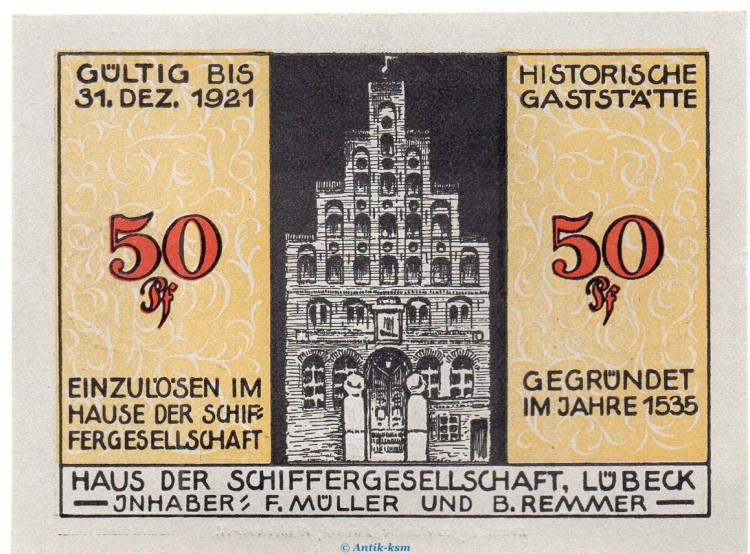 GÜLTIG BIS
31. DEZ. 1921
HISTORISCHE
GASTSTÄTTE
50
Pf
50
Pf
EINZULÖSEN IM
HAUSE DER SCHIF-
FERGESELLSCHAFT
GEGRÜNDET
IM JAHRE 1535
HAUS DER SCHIFFERGESELLSCHAFT, LÜBECK
— INHABER: F. MÜLLER UND B. REMMER —
© Antik-ksm